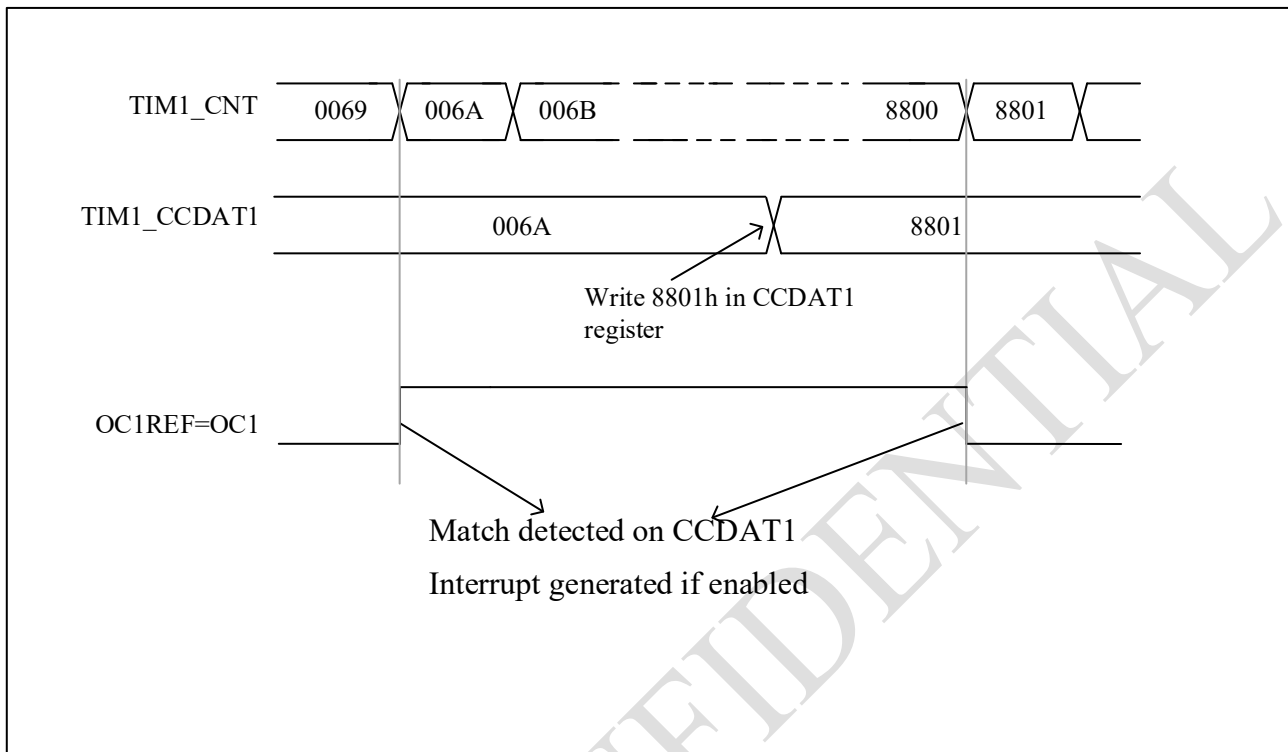 TIM1_CNT 0069 006A 006B 8800 8801
TIM1_CCDAT1 006A 8801
Write 8801h in CCDAT1
register
OC1REF=OC1
Match detected on CCDAT1
Interrupt generated if enabled
FIDENTIAL